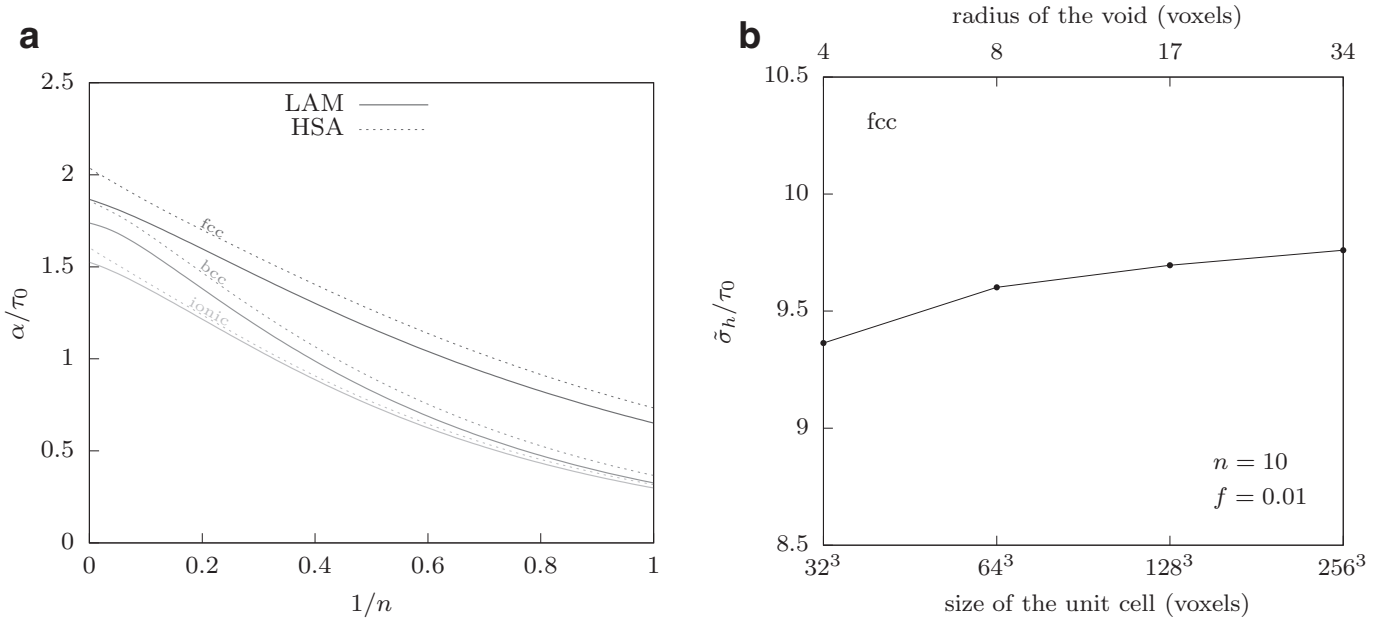 a
2.5
2
1.5
1
0.5
0
α/τ₀
LAM
HSA
fcc
bcc
ionic
0 0.2 0.4 0.6 0.8 1
1/n
b
radius of the void (voxels)
4 8 17 34
10.5
10
9.5
9
8.5
σ̃ₕ/τ₀
fcc
n = 10
f = 0.01
32³ 64³ 128³ 256³
size of the unit cell (voxels)